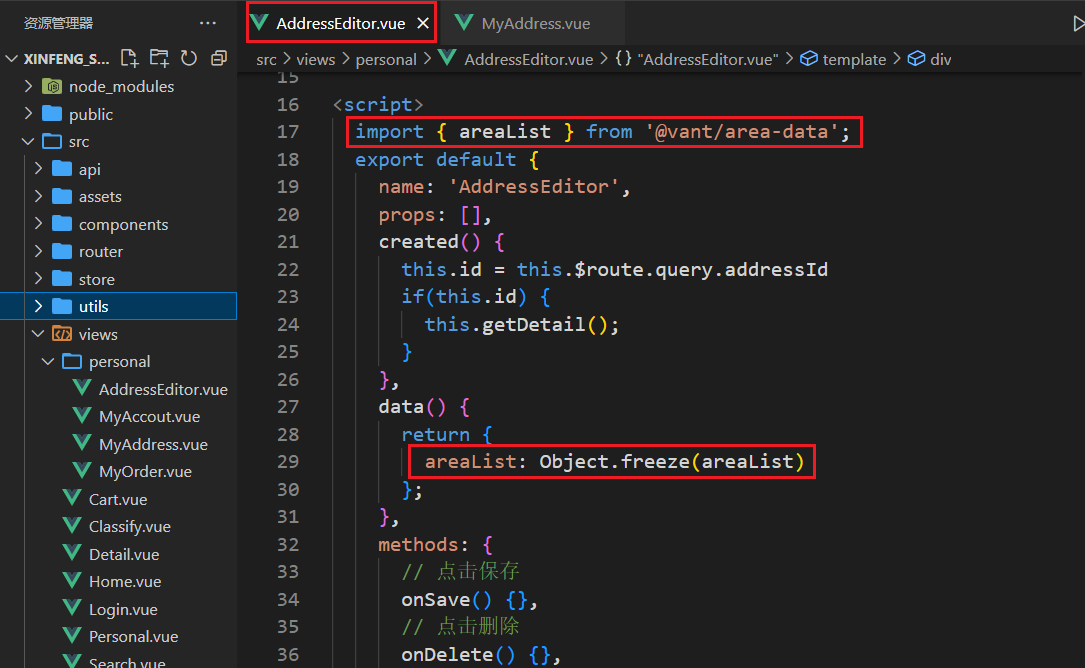 资源管理器 ···
XINFENG_S...
node_modules
public
src
api
assets
components
router
store
utils
views
personal
AddressEditor.vue
MyAccout.vue
MyAddress.vue
MyOrder.vue
Cart.vue
Classify.vue
Detail.vue
Home.vue
Login.vue
Personal.vue
Search.vue
AddressEditor.vue × MyAddress.vue
src > views > personal > AddressEditor.vue > {} "AddressEditor.vue" > template > div
15
16 <script>
17 import { areaList } from '@vant/area-data';
18 export default {
19 name: 'AddressEditor',
20 props: [],
21 created() {
22 this.id = this.$route.query.addressId
23 if(this.id) {
24 this.getDetail();
25 }
26 },
27 data() {
28 return {
29 areaList: Object.freeze(areaList)
30 };
31 },
32 methods: {
33 // 点击保存
34 onSave() {},
35 // 点击删除
36 onDelete() {},